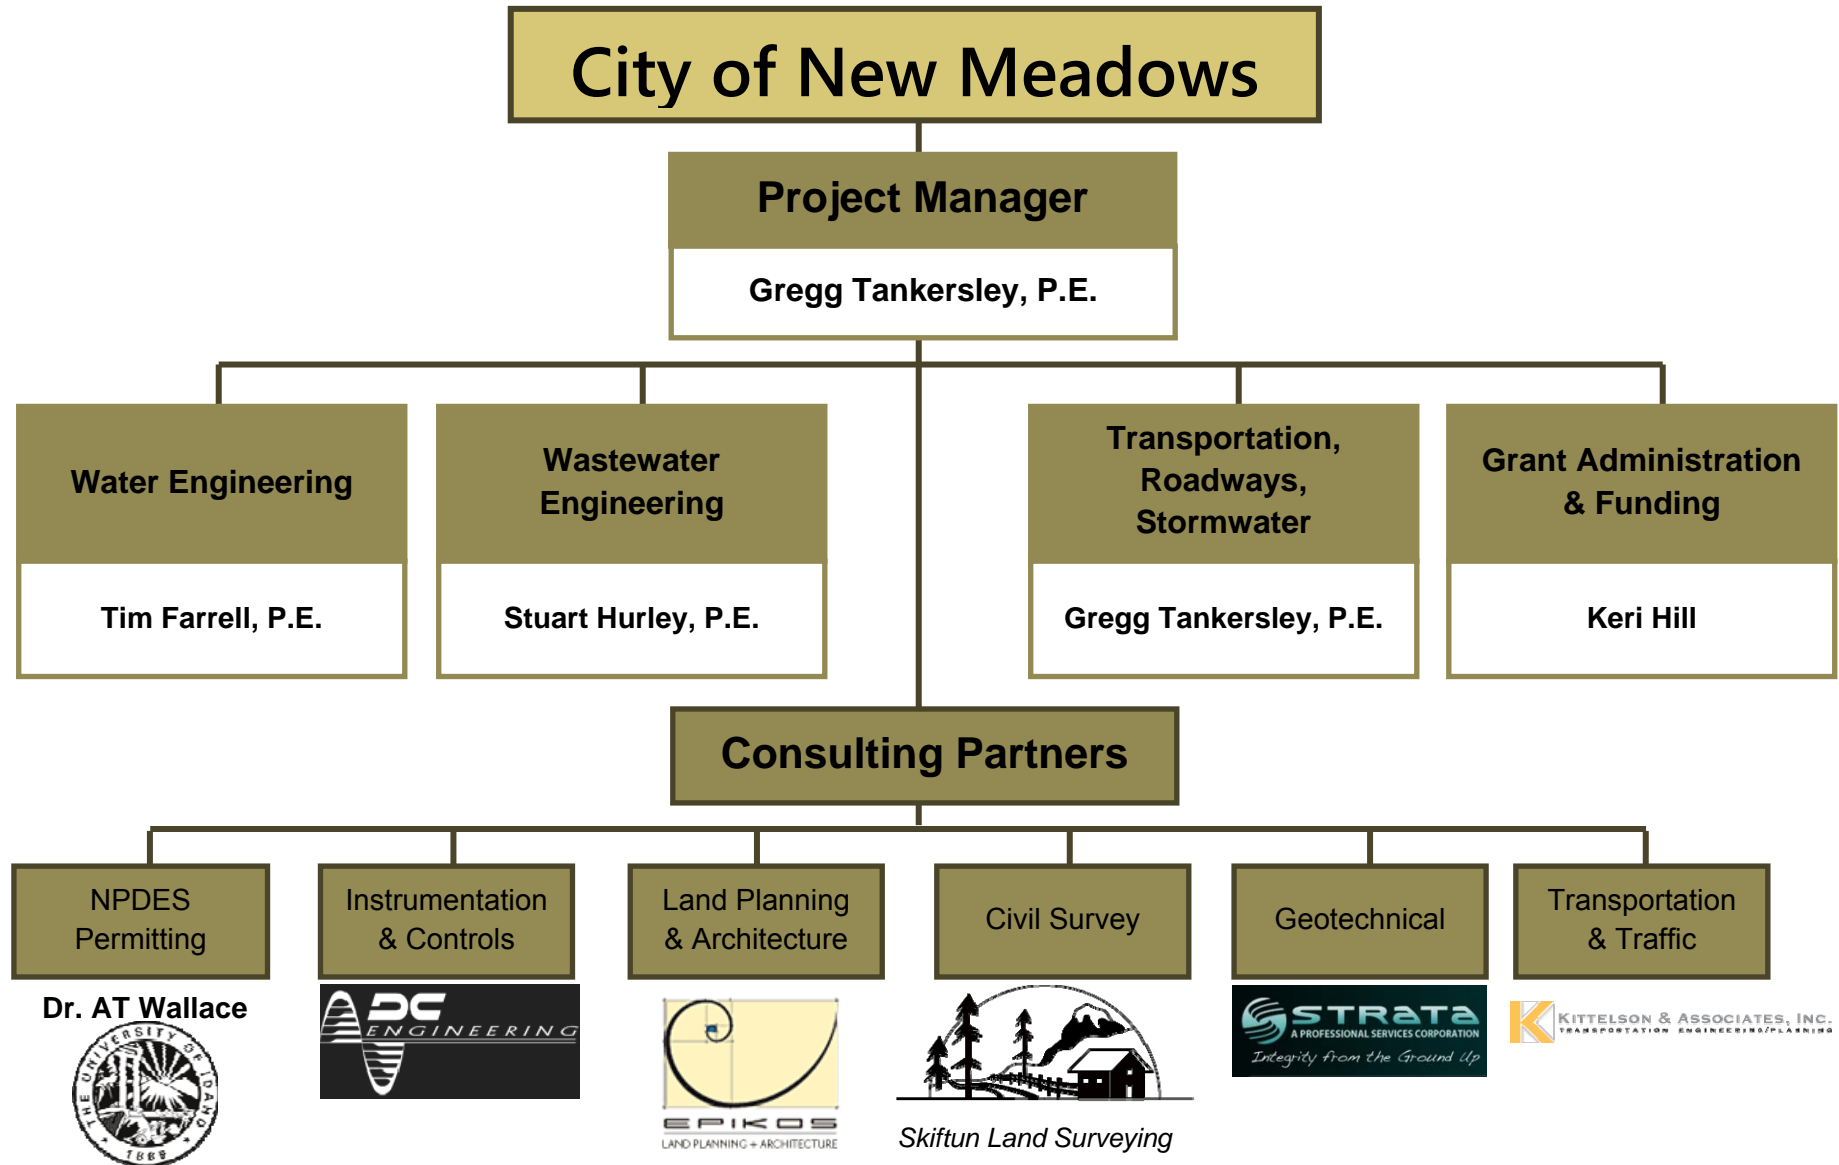 City of New Meadows
Project Manager
Gregg Tankersley, P.E.
Water Engineering
Tim Farrell, P.E.
Wastewater
Engineering
Stuart Hurley, P.E.
Transportation,
Roadways,
Stormwater
Gregg Tankersley, P.E.
Grant Administration
& Funding
Keri Hill
Consulting Partners
NPDES
Permitting
Dr. AT Wallace
THE UNIVERSITY OF IDAHO
1889
Instrumentation
& Controls
DC
ENGINEERING
Land Planning
& Architecture
EPIKOS
LAND PLANNING + ARCHITECTURE
Civil Survey
Skiftun Land Surveying
Geotechnical
STRATA
A PROFESSIONAL SERVICES CORPORATION
Integrity from the Ground Up
Transportation
& Traffic
KITTELSON & ASSOCIATES, INC.
TRANSPORTATION ENGINEERING/PLANNING